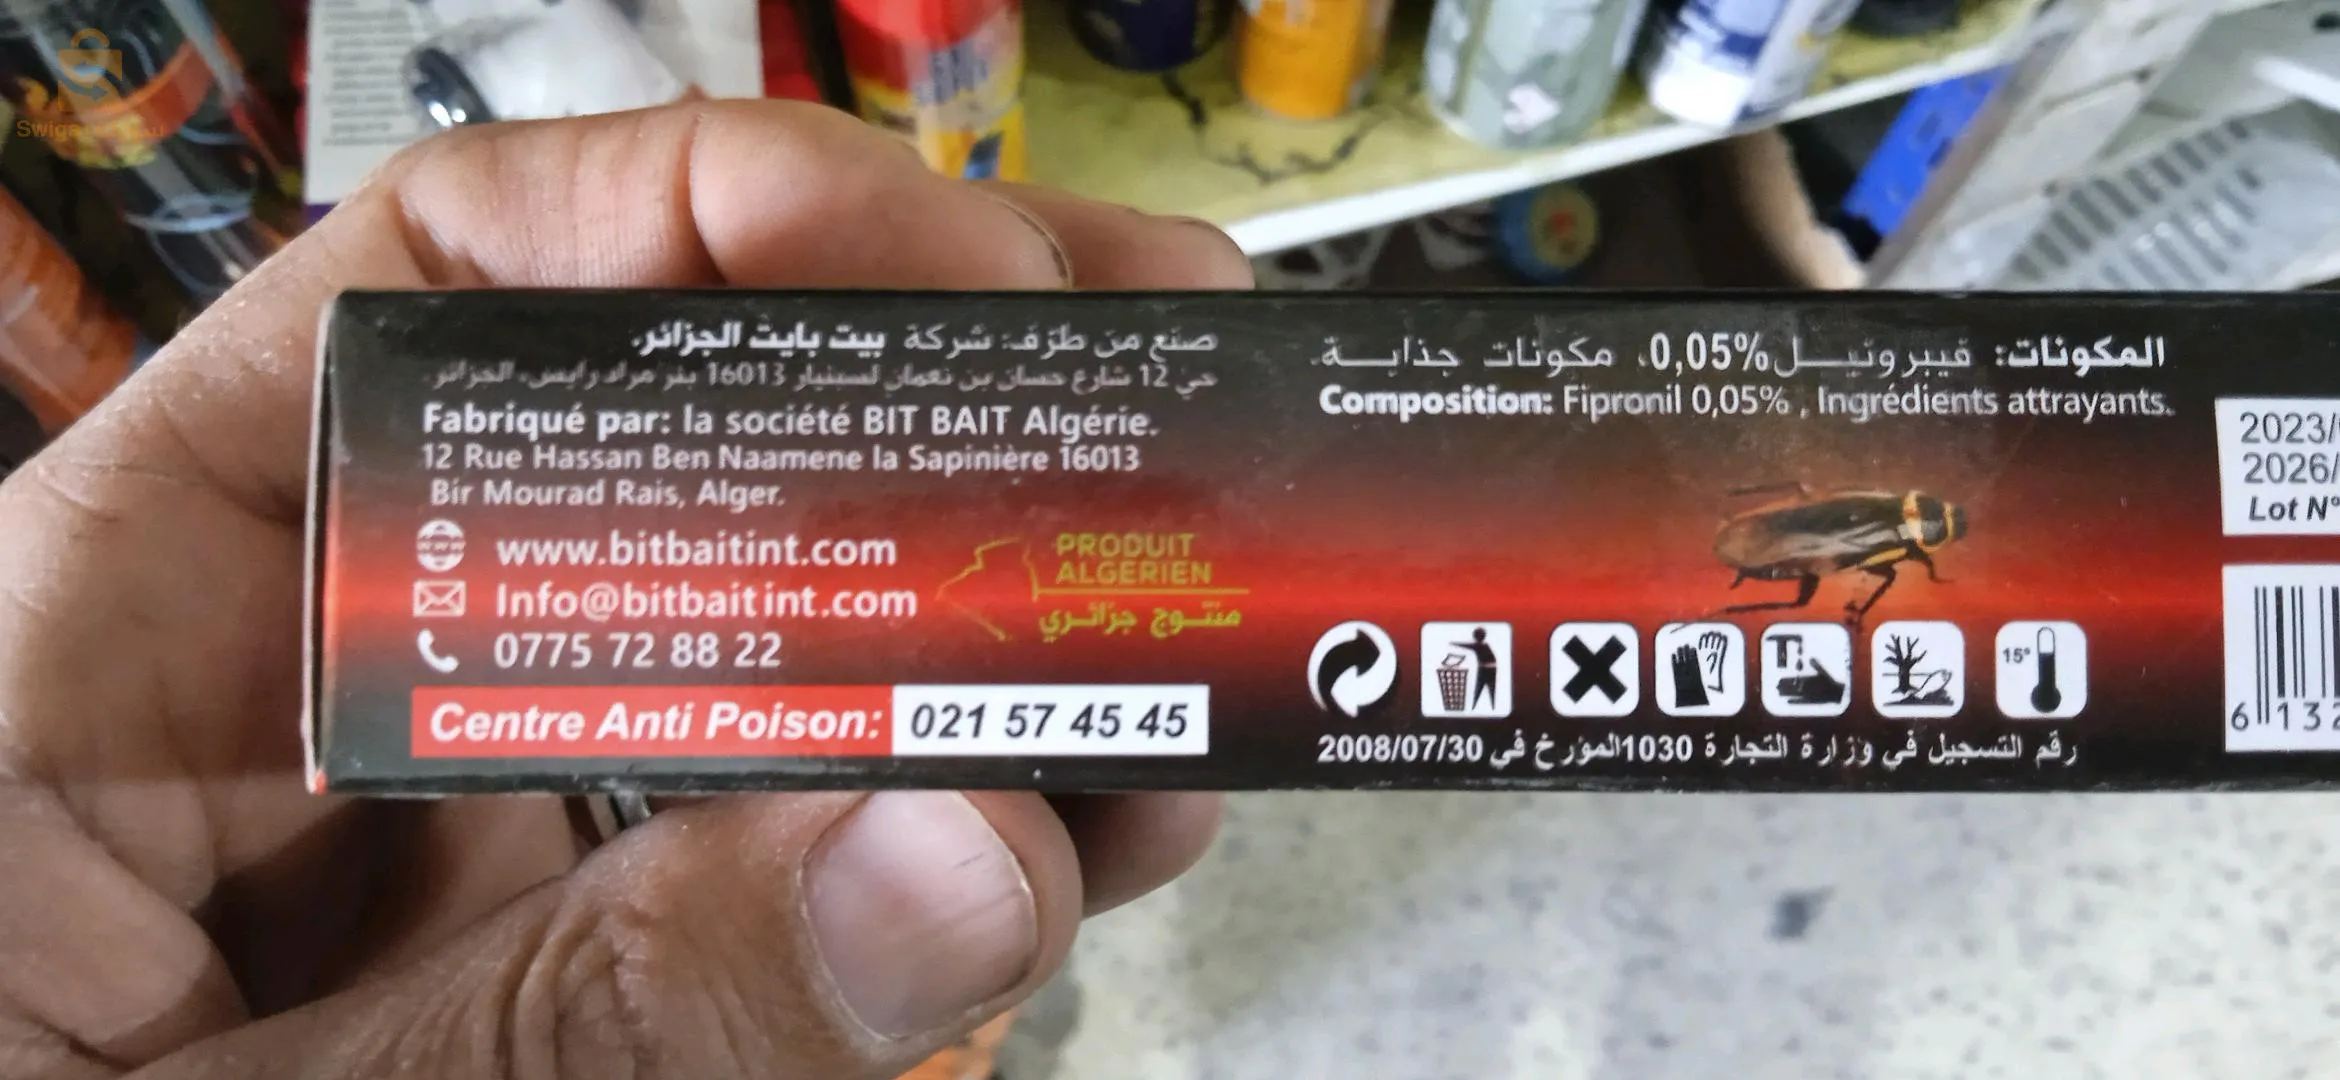 صنع من طرف: شركة بيت بايت الجزائر.
حي 12 شارع حسان بن نعمان لسبنيار 16013 بئر مراد رايس، الجزائر.
Fabriqué par: la société BIT BAIT Algérie.
12 Rue Hassan Ben Naamene la Sapinière 16013
Bir Mourad Rais, Alger.
www.bitbaitint.com
Info@bitbaitint.com
0775 72 88 22
PRODUIT
ALGERIEN
منتوج جزائري
Centre Anti Poison: 021 57 45 45
المكونات: فيبرونيل 0,05%، مكونات جذابة.
Composition: Fipronil 0,05% , Ingrédients attrayants.
15°
رقم التسجيل في وزارة التجارة 1030المؤرخ في 2008/07/30
2023/
2026/
Lot N°
6 132